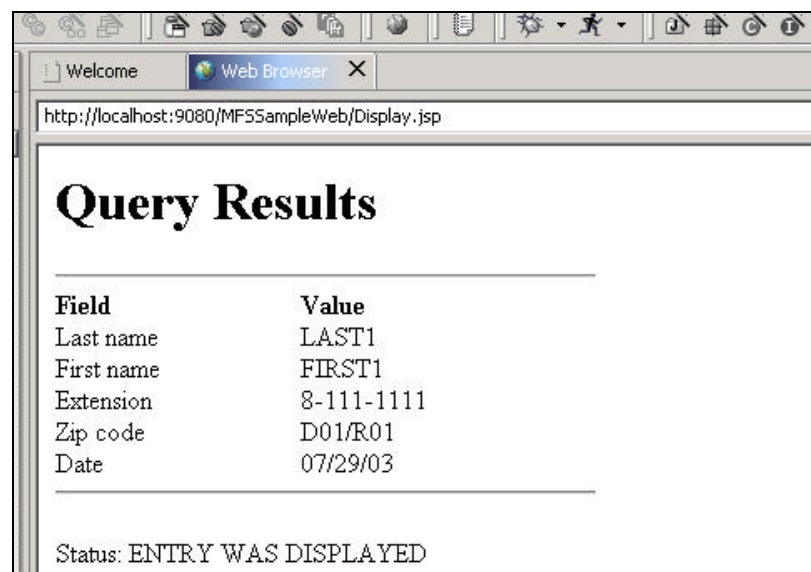 Welcome
Web Browser
http://localhost:9080/MFSSampleWeb/Display.jsp
Query Results
Field Value
Last name LAST1
First name FIRST1
Extension 8-111-1111
Zip code D01/R01
Date 07/29/03
Status: ENTRY WAS DISPLAYED